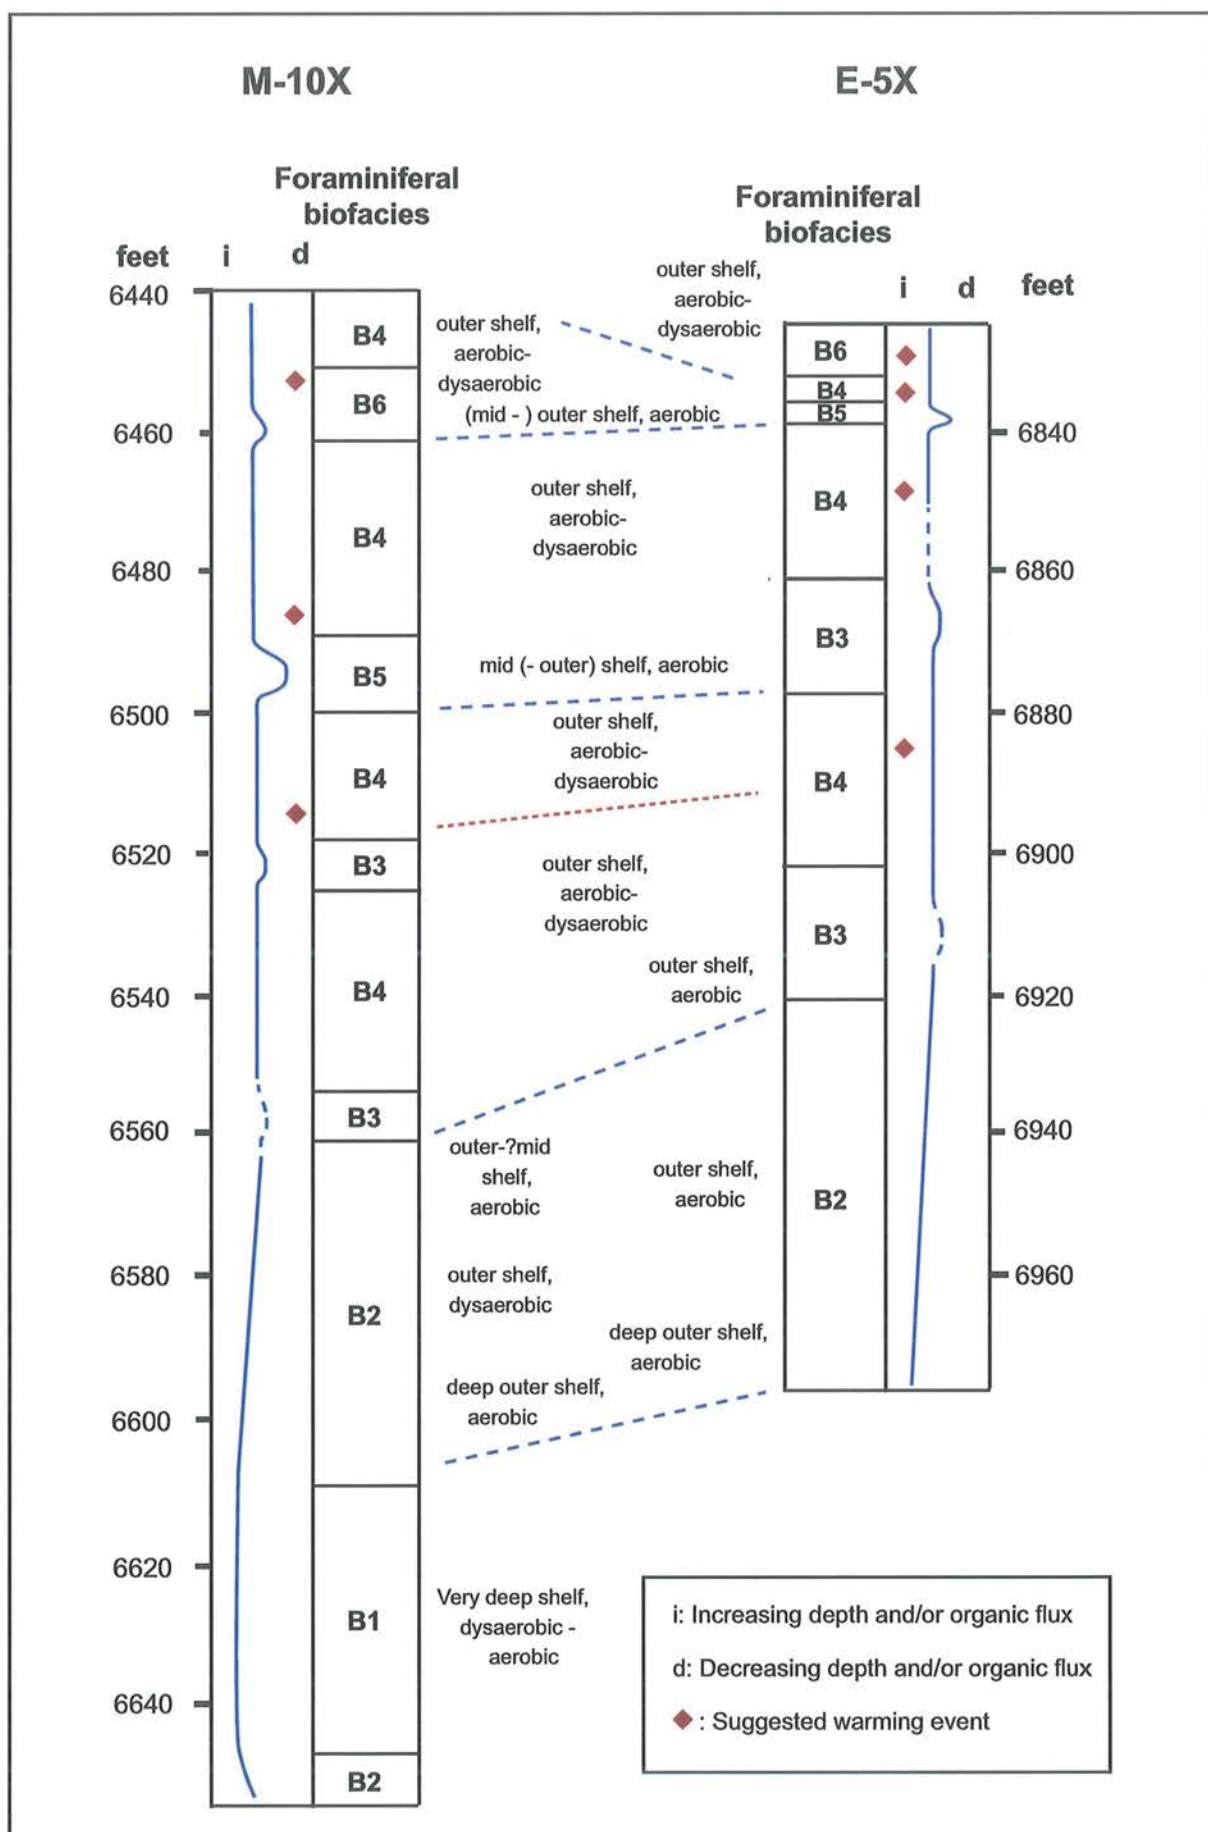 M-10X
E-5X
Foraminiferal
biofacies
feet
i
d
6440
6460
6480
6500
6520
6540
6560
6580
6600
6620
6640
B4
B6
B4
B5
B4
B3
B4
B3
B2
B1
B2
outer shelf,
aerobic-
dysaerobic
outer shelf,
aerobic-
dysaerobic
(mid - ) outer shelf, aerobic
outer shelf,
aerobic-
dysaerobic
mid (- outer) shelf, aerobic
outer shelf,
aerobic-
dysaerobic
outer shelf,
aerobic-
dysaerobic
outer shelf,
aerobic
outer-?mid
shelf,
aerobic
outer shelf,
aerobic
outer shelf,
dysaerobic
deep outer shelf,
aerobic
deep outer shelf,
aerobic
Very deep shelf,
dysaerobic -
aerobic
Foraminiferal
biofacies
i
d
feet
B6
B4
B5
B4
B3
B4
B3
B2
6840
6860
6880
6900
6920
6940
6960
i: Increasing depth and/or organic flux
d: Decreasing depth and/or organic flux
: Suggested warming event